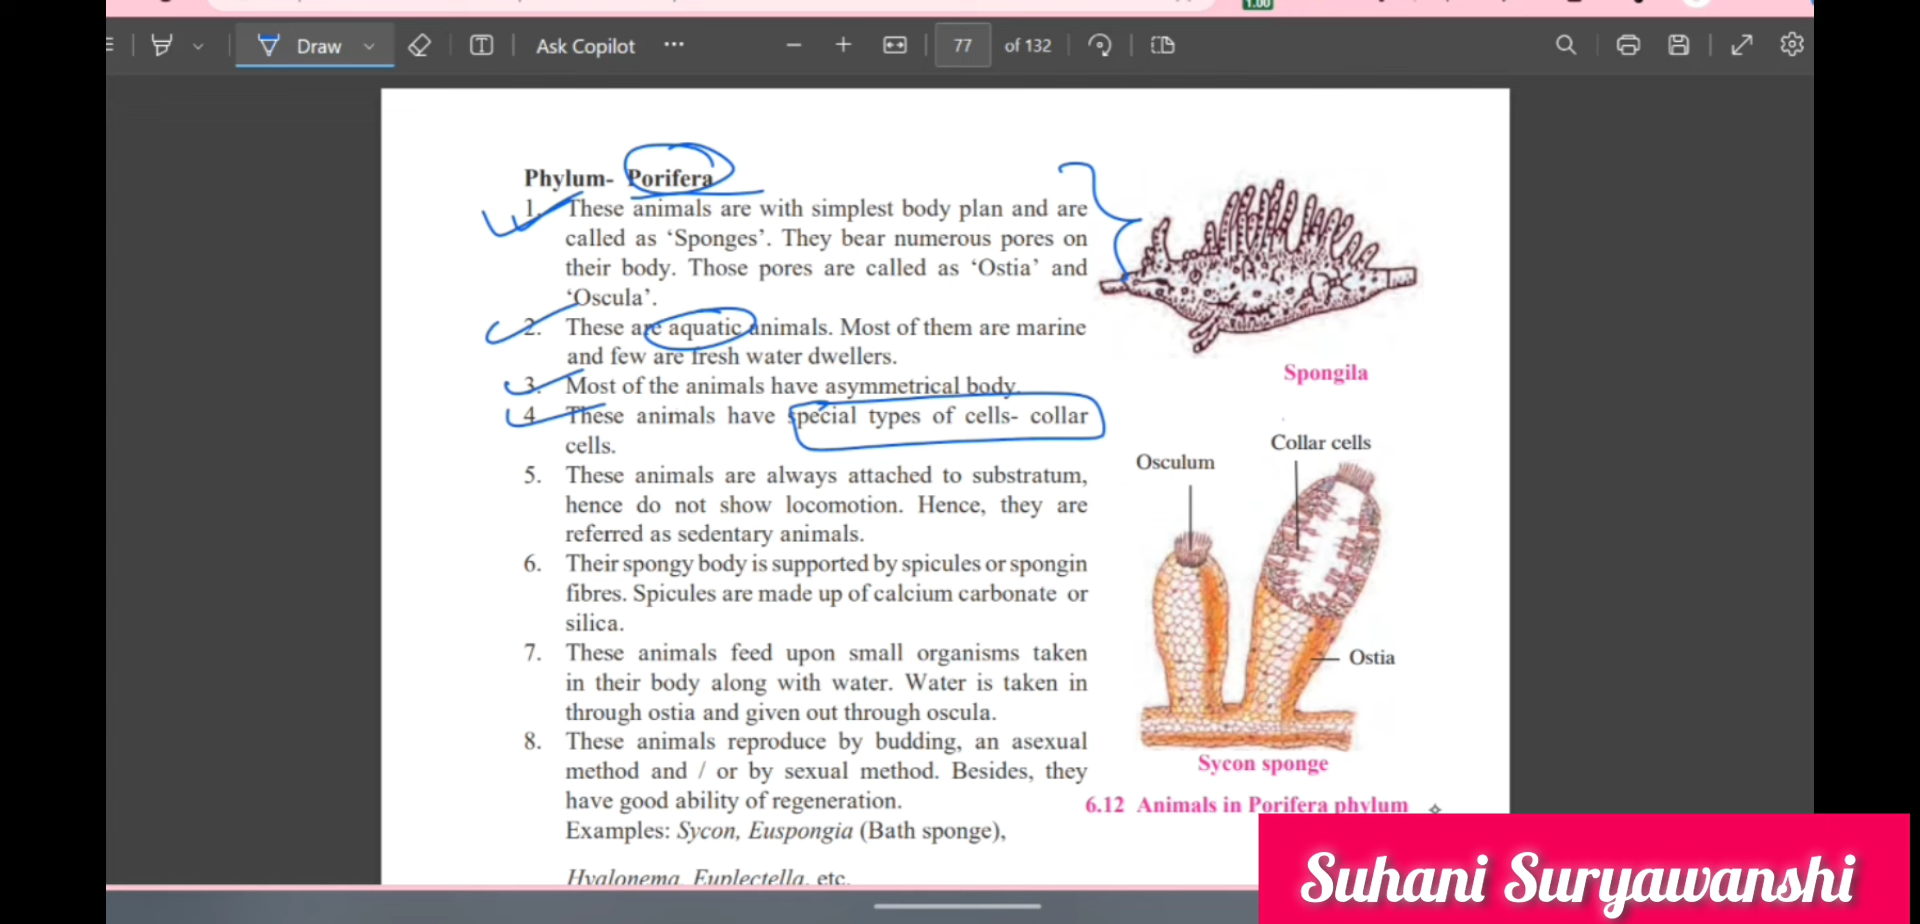 1.00
Draw
Ask Copilot
77 of 132
Phylum- Porifera
1. These animals are with simplest body plan and are
called as ‘Sponges’. They bear numerous pores on
their body. Those pores are called as ‘Ostia’ and
‘Oscula’.
2. These are aquatic animals. Most of them are marine
and few are fresh water dwellers.
3. Most of the animals have asymmetrical body.
4. These animals have special types of cells- collar
cells.
5. These animals are always attached to substratum,
hence do not show locomotion. Hence, they are
referred as sedentary animals.
6. Their spongy body is supported by spicules or spongin
fibres. Spicules are made up of calcium carbonate or
silica.
7. These animals feed upon small organisms taken
in their body along with water. Water is taken in
through ostia and given out through oscula.
8. These animals reproduce by budding, an asexual
method and / or by sexual method. Besides, they
have good ability of regeneration.
Examples: Sycon, Euspongia (Bath sponge),
Hyalonema, Euplectella, etc.
Spongila
Collar cells
Osculum
Ostia
Sycon sponge
6.12 Animals in Porifera phylum
Suhani Suryawanshi